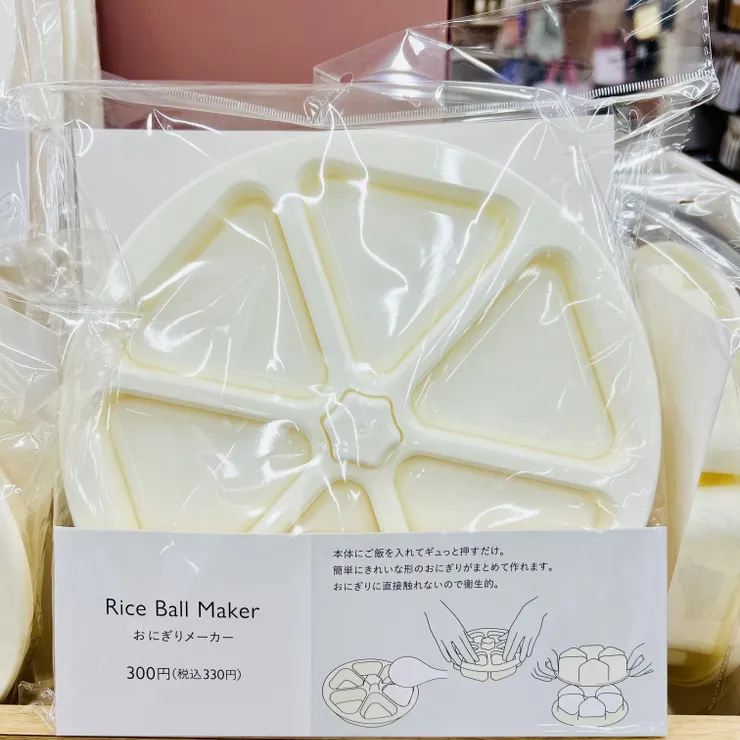 Rice Ball Maker
おにぎりメーカー
300円(税込330円)
本体にご飯を入れてギュっと押すだけ。
簡単にきれいな形のおにぎりがまとめて作れます。
おにぎりに直接触れないので衛生的。